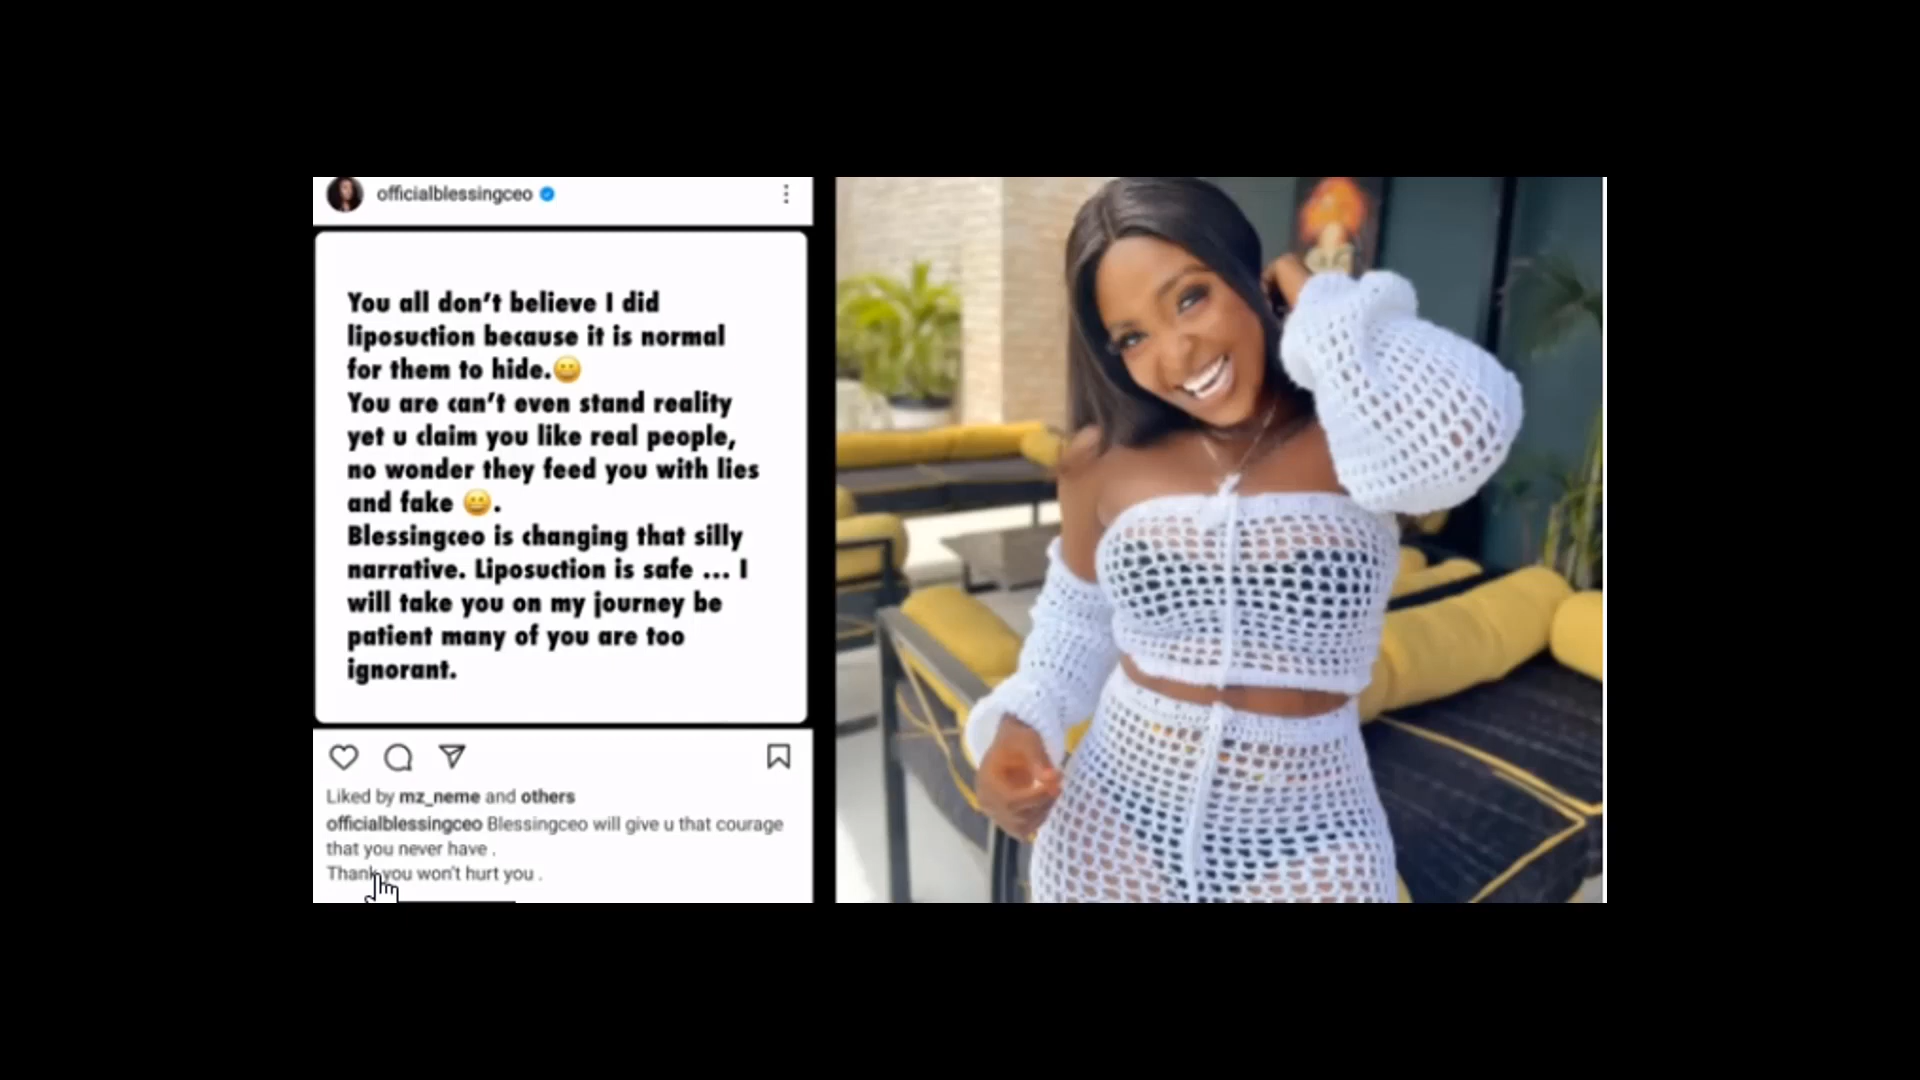 officialblessingceo
You all don't believe I did
liposuction because it is normal
for them to hide.😀
You are can't even stand reality
yet u claim you like real people,
no wonder they feed you with lies
and fake 😀.
Blessingceo is changing that silly
narrative. Liposuction is safe ... I
will take you on my journey be
patient many of you are too
ignorant.
Liked by mz_neme and others
officialblessingceo Blessingceo will give u that courage
that you never have .
Thank you won't hurt you .